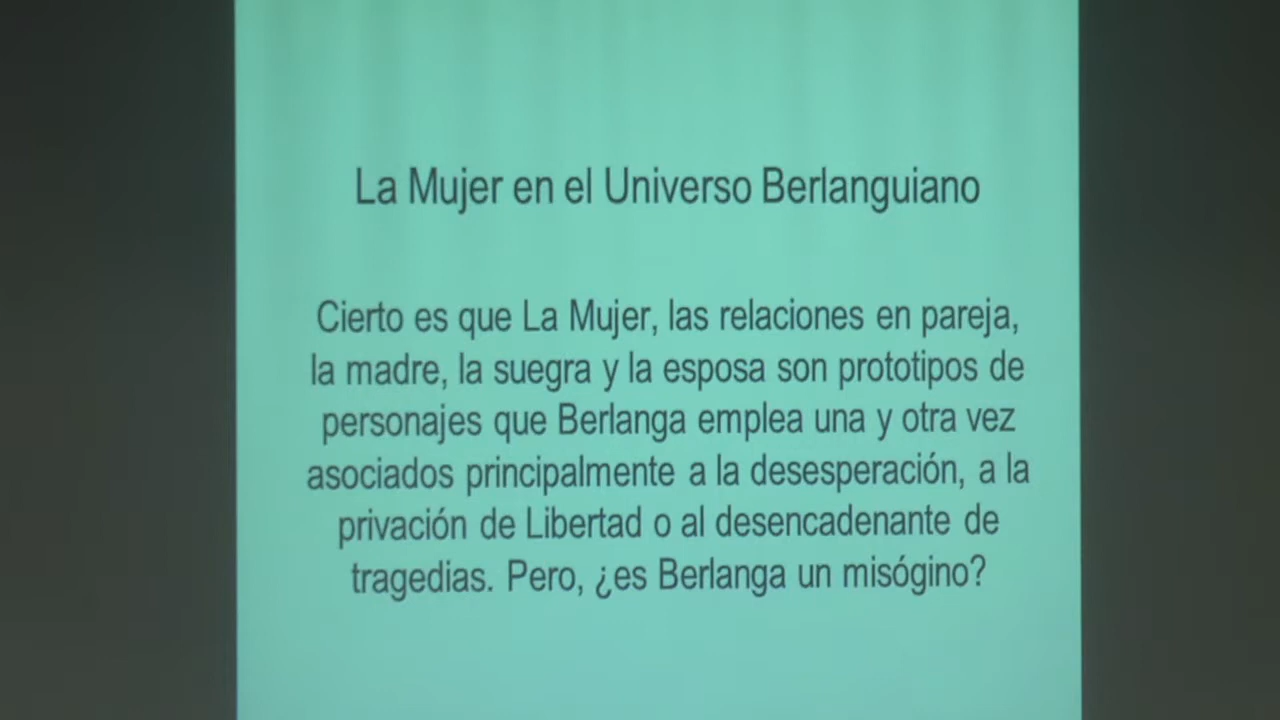 La Mujer en el Universo Berlanguiano
Cierto es que La Mujer, las relaciones en pareja,
la madre, la suegra y la esposa son prototipos de
personajes que Berlanga emplea una y otra vez
asociados principalmente a la desesperación, a la
privación de Libertad o al desencadenante de
tragedias. Pero, ¿es Berlanga un misógino?